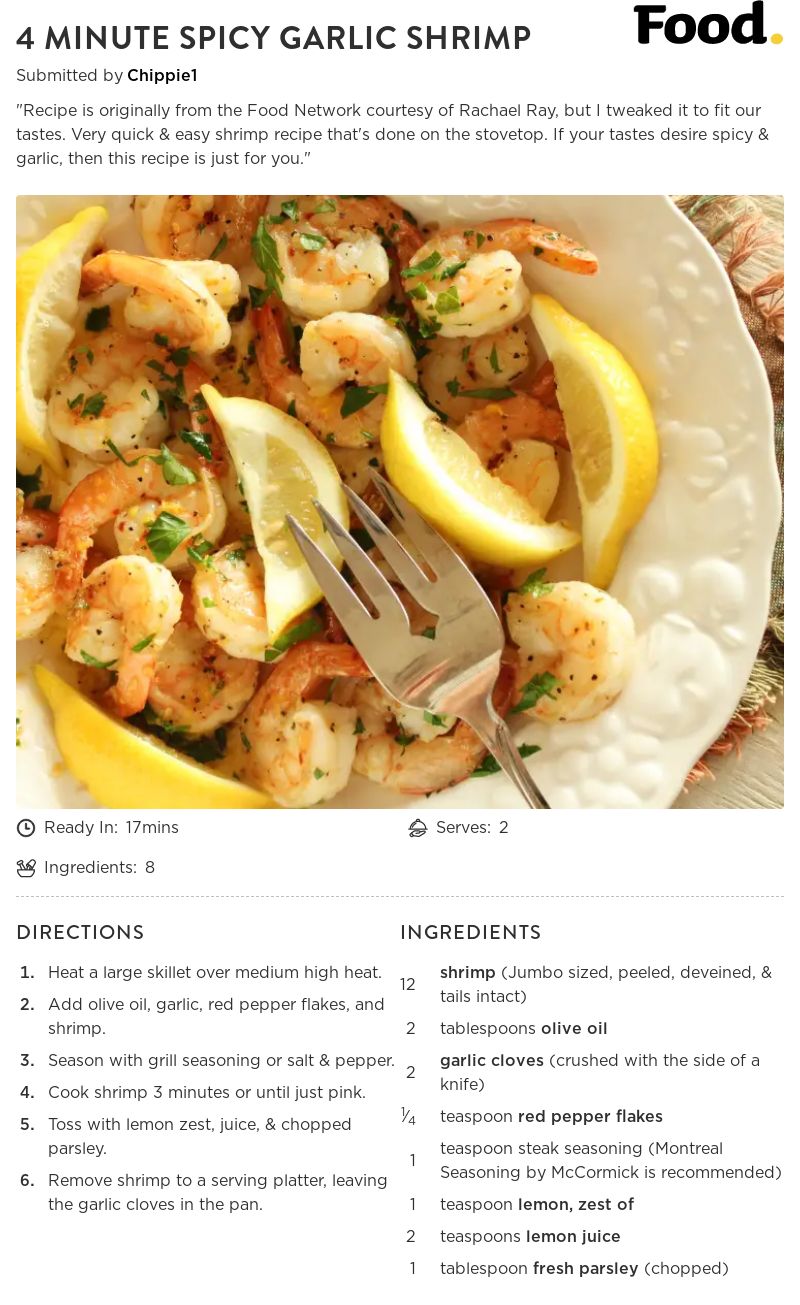 4 MINUTE SPICY GARLIC SHRIMP
Food.
Submitted by Chippie1
"Recipe is originally from the Food Network courtesy of Rachael Ray, but I tweaked it to fit our
tastes. Very quick & easy shrimp recipe that's done on the stovetop. If your tastes desire spicy &
garlic, then this recipe is just for you."
Ready In: 17mins
Serves: 2
Ingredients: 8
DIRECTIONS
1. Heat a large skillet over medium high heat.
2. Add olive oil, garlic, red pepper flakes, and
shrimp.
3. Season with grill seasoning or salt & pepper.
4. Cook shrimp 3 minutes or until just pink.
5. Toss with lemon zest, juice, & chopped
parsley.
6. Remove shrimp to a serving platter, leaving
the garlic cloves in the pan.
INGREDIENTS
12 shrimp (Jumbo sized, peeled, deveined, &
tails intact)
2 tablespoons olive oil
2 garlic cloves (crushed with the side of a
knife)
1⁄4 teaspoon red pepper flakes
1 teaspoon steak seasoning (Montreal
Seasoning by McCormick is recommended)
1 teaspoon lemon, zest of
2 teaspoons lemon juice
1 tablespoon fresh parsley (chopped)